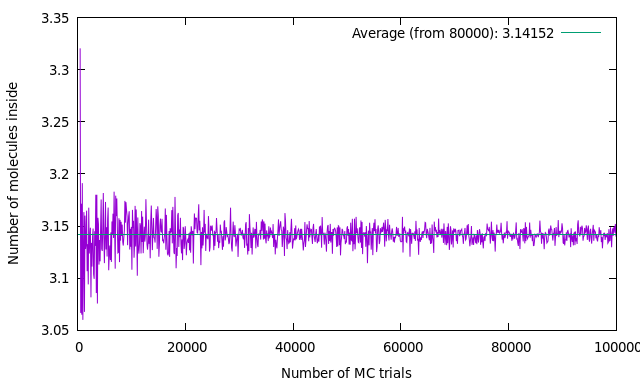 3.35
Average (from 80000): 3.14152
3.3
3.25
3.2
3.15
3.1
3.05
Number of molecules inside
0 20000 40000 60000 80000 100000
Number of MC trials